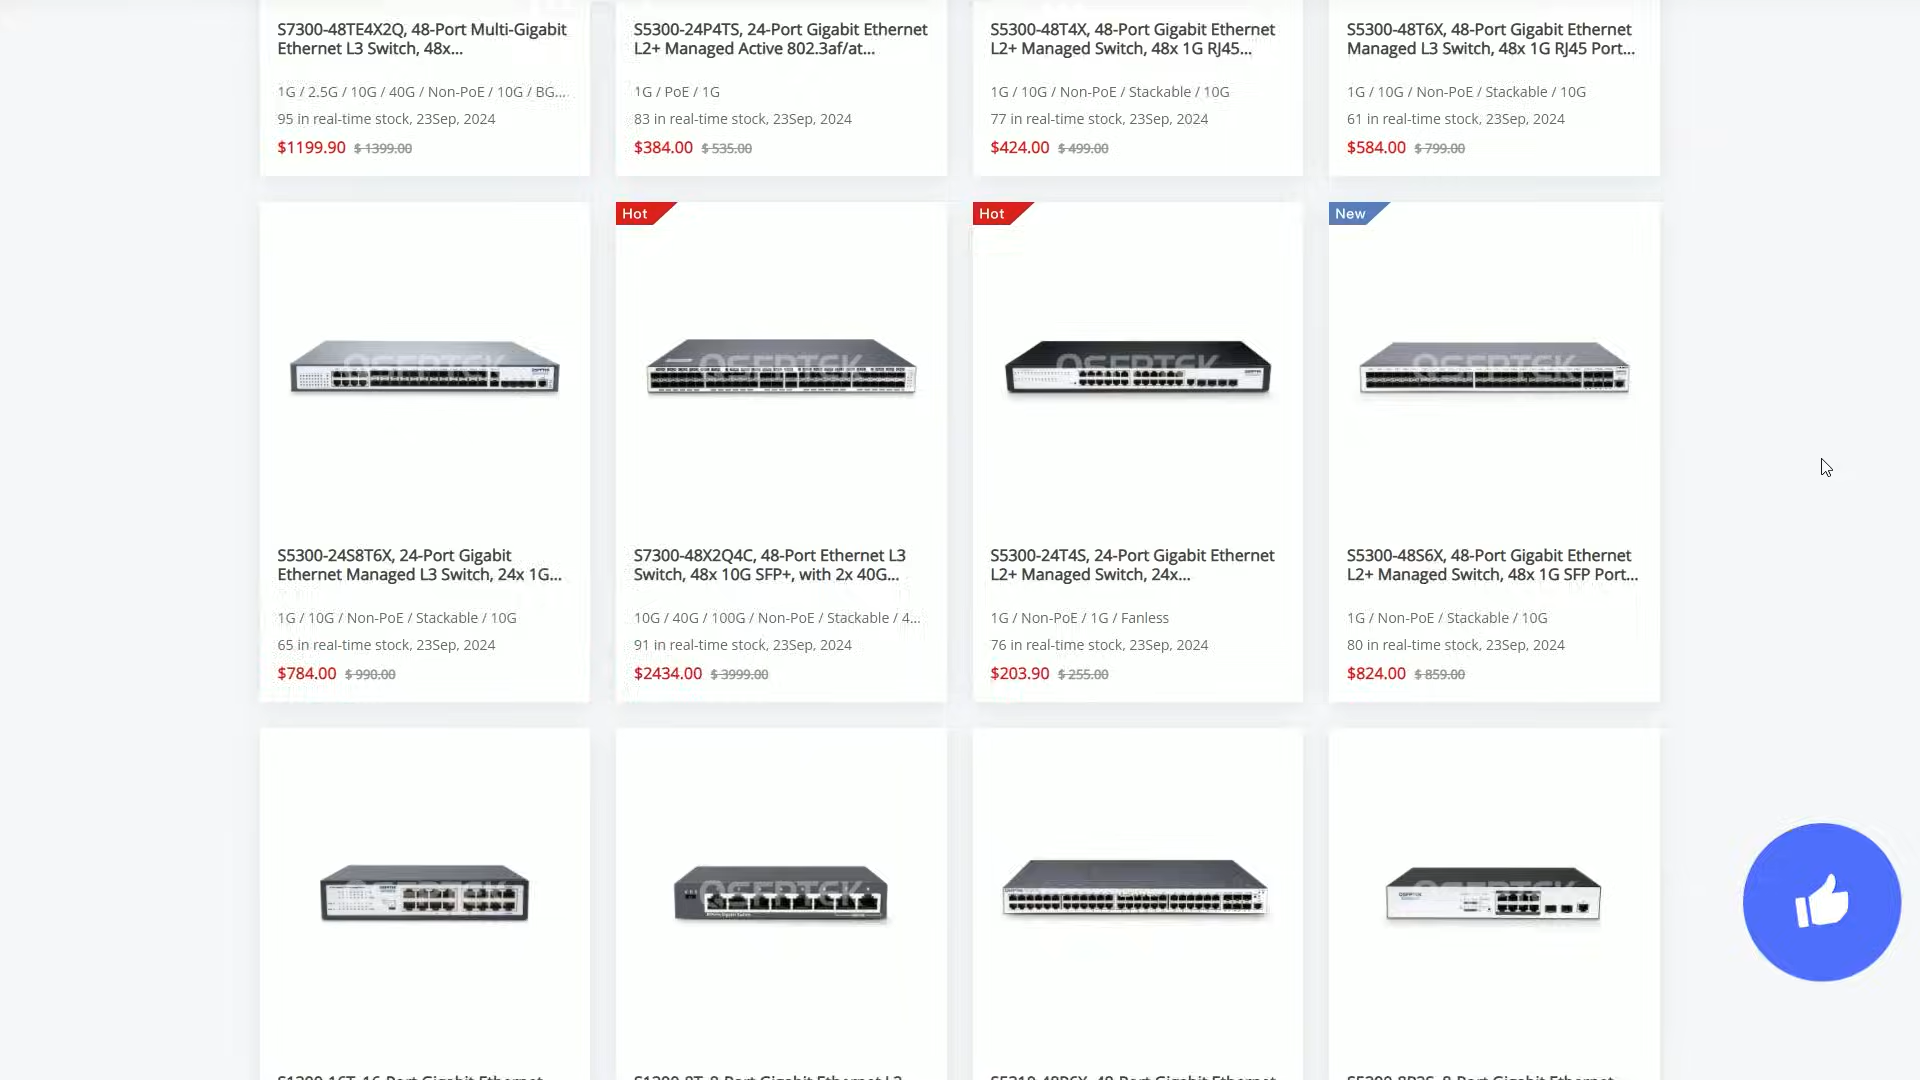 S7300-48TE4X2Q, 48-Port Multi-Gigabit
Ethernet L3 Switch, 48x...
1G / 2.5G / 10G / 40G / Non-PoE / 10G / BG...
95 in real-time stock, 23Sep, 2024
$1199.90 $ 1399.00
S5300-24P4TS, 24-Port Gigabit Ethernet
L2+ Managed Active 802.3af/at...
1G / PoE / 1G
83 in real-time stock, 23Sep, 2024
$384.00 $ 535.00
S5300-48T4X, 48-Port Gigabit Ethernet
L2+ Managed Switch, 48x 1G RJ45...
1G / 10G / Non-PoE / Stackable / 10G
77 in real-time stock, 23Sep, 2024
$424.00 $ 499.00
S5300-48T6X, 48-Port Gigabit Ethernet
Managed L3 Switch, 48x 1G RJ45 Port...
1G / 10G / Non-PoE / Stackable / 10G
61 in real-time stock, 23Sep, 2024
$584.00 $ 799.00
QSFPTEK
S5300-24S8T6X, 24-Port Gigabit
Ethernet Managed L3 Switch, 24x 1G...
1G / 10G / Non-PoE / Stackable / 10G
65 in real-time stock, 23Sep, 2024
$784.00 $ 990.00
Hot
QSFPTEK
S7300-48X2Q4C, 48-Port Ethernet L3
Switch, 48x 10G SFP+, with 2x 40G...
10G / 40G / 100G / Non-PoE / Stackable / 4...
91 in real-time stock, 23Sep, 2024
$2434.00 $ 3999.00
Hot
QSFPTEK
S5300-24T4S, 24-Port Gigabit Ethernet
L2+ Managed Switch, 24x...
1G / Non-PoE / 1G / Fanless
76 in real-time stock, 23Sep, 2024
$203.90 $ 255.00
New
QSFPTEK
S5300-48S6X, 48-Port Gigabit Ethernet
L2+ Managed Switch, 48x 1G SFP Port...
1G / Non-PoE / Stackable / 10G
80 in real-time stock, 23Sep, 2024
$824.00 $ 859.00